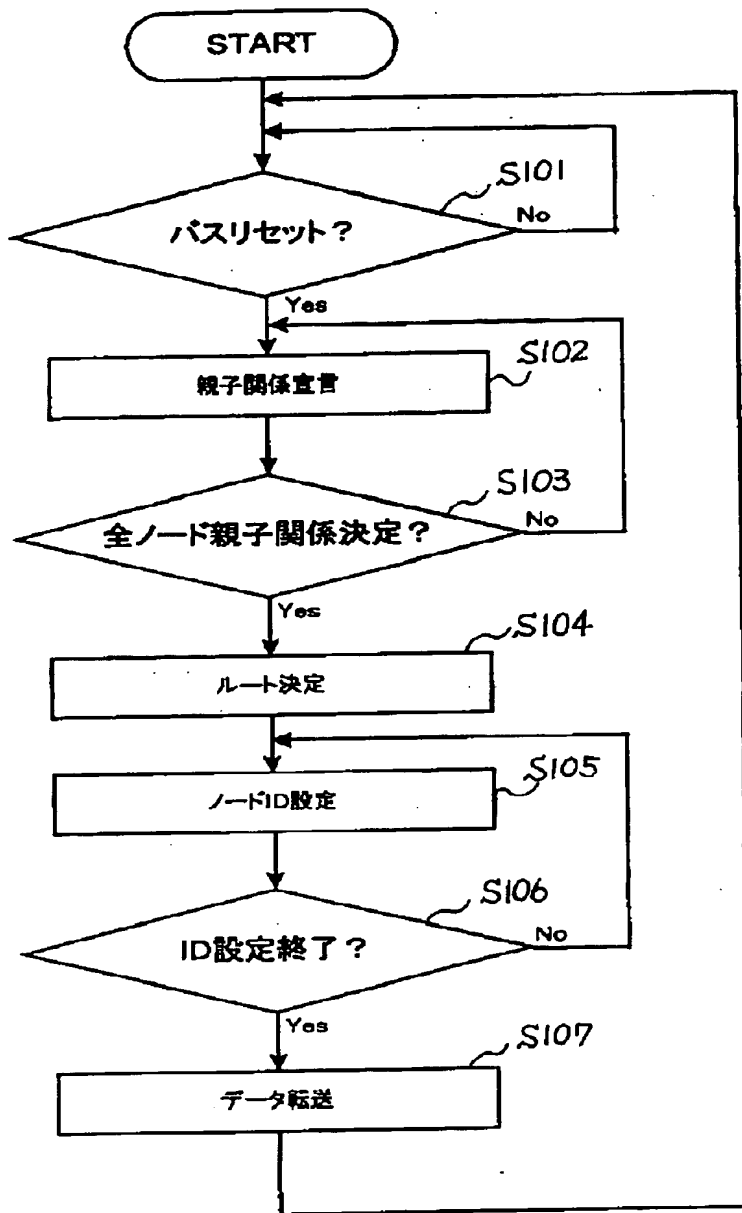 START
S101
バスリセット？
No
Yes
S102
親子関係宣言
S103
全ノード親子関係決定？
No
Yes
S104
ルート決定
S105
ノードID設定
S106
ID設定終了？
No
Yes
S107
データ転送